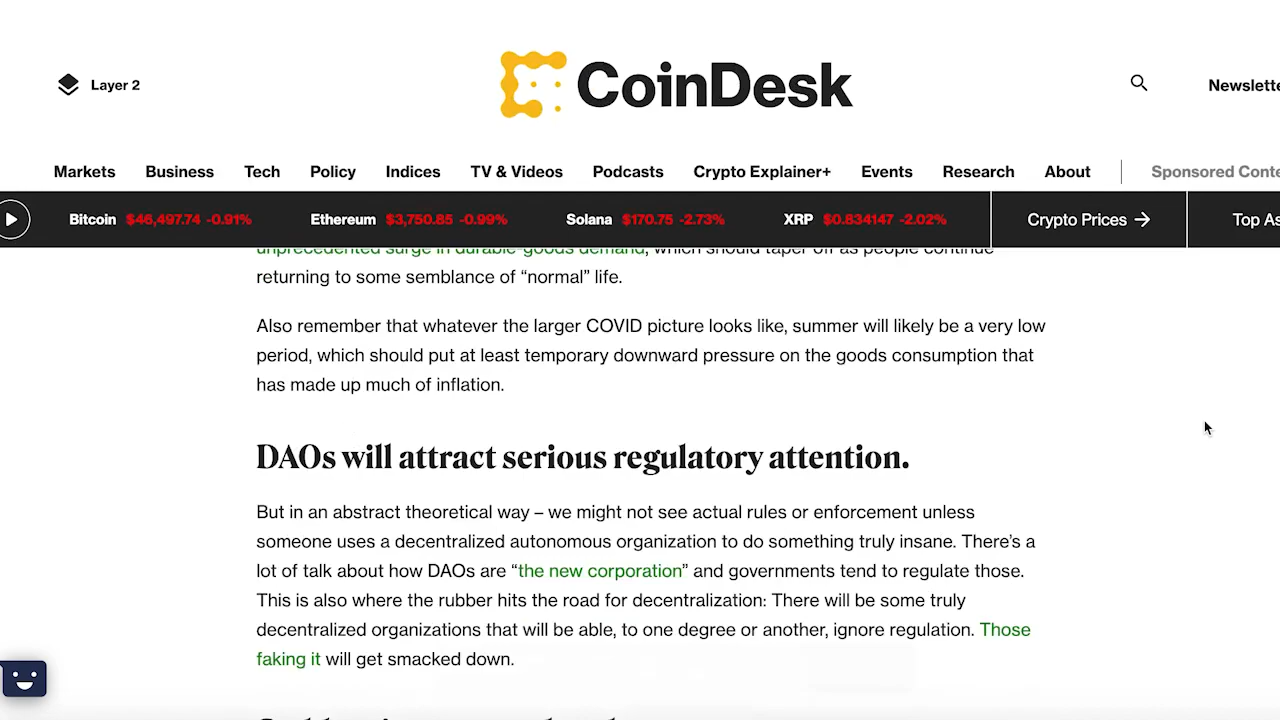 Layer 2
CoinDesk
Newslette
Markets Business Tech Policy Indices TV & Videos Podcasts Crypto Explainer+ Events Research About Sponsored Conte
Bitcoin $46,497.74 -0.91% Ethereum $3,750.85 -0.99% Solana $170.75 -2.73% XRP $0.834147 -2.02% Crypto Prices → Top As
unprecedented surge in durable-goods demand, which should taper off as people continue
returning to some semblance of “normal” life.
Also remember that whatever the larger COVID picture looks like, summer will likely be a very low
period, which should put at least temporary downward pressure on the goods consumption that
has made up much of inflation.
DAOs will attract serious regulatory attention.
But in an abstract theoretical way – we might not see actual rules or enforcement unless
someone uses a decentralized autonomous organization to do something truly insane. There’s a
lot of talk about how DAOs are “the new corporation” and governments tend to regulate those.
This is also where the rubber hits the road for decentralization: There will be some truly
decentralized organizations that will be able, to one degree or another, ignore regulation. Those
faking it will get smacked down.